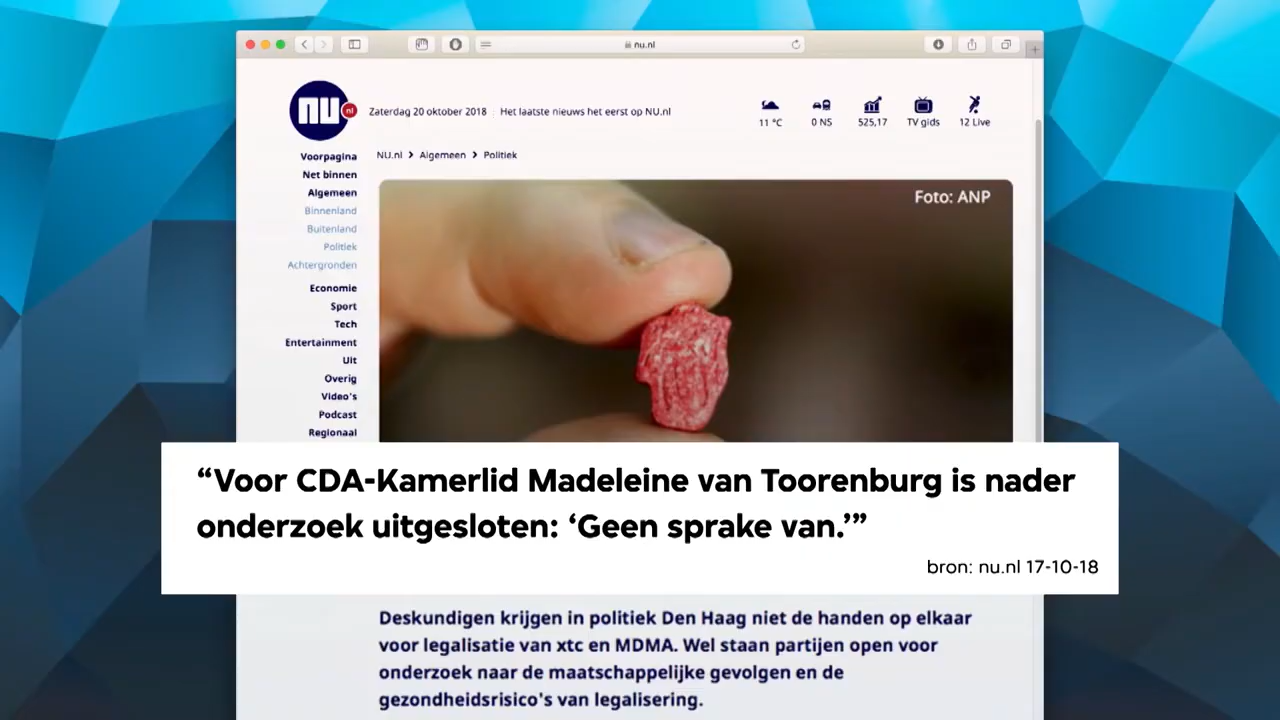 nu.nl
NU nl
Zaterdag 20 oktober 2018 Het laatste nieuws het eerst op NU.nl
11 °C
0 NS
525,17
TV gids
12 Live
NU.nl > Algemeen > Politiek
Voorpagina
Net binnen
Algemeen
Binnenland
Buitenland
Politiek
Achtergronden
Economie
Sport
Tech
Entertainment
Uit
Overig
Video's
Podcast
Regionaal
Foto: ANP
“Voor CDA-Kamerlid Madeleine van Toorenburg is nader
onderzoek uitgesloten: ‘Geen sprake van.’”
bron: nu.nl 17-10-18
Deskundigen krijgen in politiek Den Haag niet de handen op elkaar
voor legalisatie van xtc en MDMA. Wel staan partijen open voor
onderzoek naar de maatschappelijke gevolgen en de
gezondheidsrisico's van legalisering.